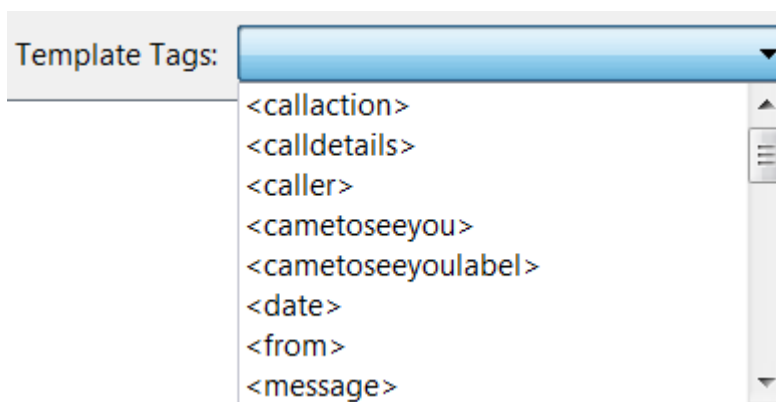 Template Tags:
<callaction>
<calldetails>
<caller>
<cametoseeyou>
<cametoseeyoulabel>
<date>
<from>
<message>